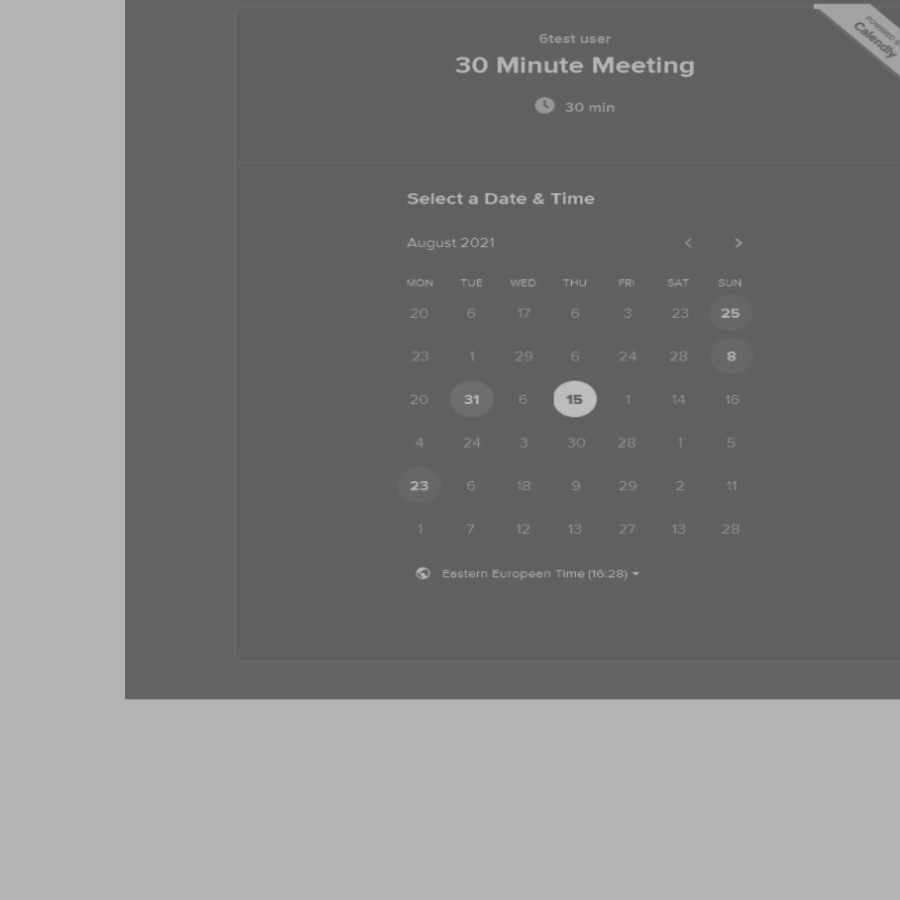 6test user
30 Minute Meeting
30 min
POWERED BY
Calendly
Select a Date & Time
August 2021
MON TUE WED THU FRI SAT SUN
20 6 17 6 3 23 25
23 1 29 6 24 28 8
20 31 6 15 1 14 16
4 24 3 30 28 1 5
23 6 18 9 29 2 11
1 7 12 13 27 13 28
Eastern European Time (16:28)